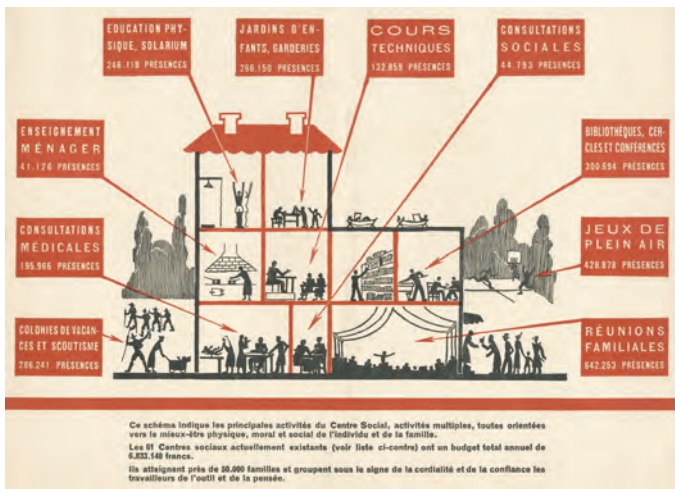 EDUCATION PHY-
SIQUE, SOLARIUM
246.118 PRÉSENCES
JARDINS D'EN-
FANTS, GARDERIES
266.150 PRÉSENCES
COURS
TECHNIQUES
132.859 PRÉSENCES
CONSULTATIONS
SOCIALES
44.793 PRÉSENCES
ENSEIGNEMENT
MÉNAGER
41.126 PRÉSENCES
BIBLIOTHÈQUES, CER-
CLES ET CONFÉRENCES
200.694 PRÉSENCES
CONSULTATIONS
MÉDICALES
195.966 PRÉSENCES
JEUX DE
PLEIN AIR
428.878 PRÉSENCES
COLONIES DE VACAN-
CES ET SCOUTISME
286.241 PRÉSENCES
RÉUNIONS
FAMILIALES
642.253 PRÉSENCES
Ce schéma indique les principales activités du Centre Social, activités multiples, toutes orientées
vers le mieux-être physique, moral et social de l'individu et de la famille.
Les 61 Centres sociaux actuellement existants (voir liste ci-contre) ont un budget total annuel de
6.833.140 francs.
Ils atteignent près de 50.000 familles et groupent sous le signe de la cordialité et de la confiance les
travailleurs de l'outil et de la pensée.